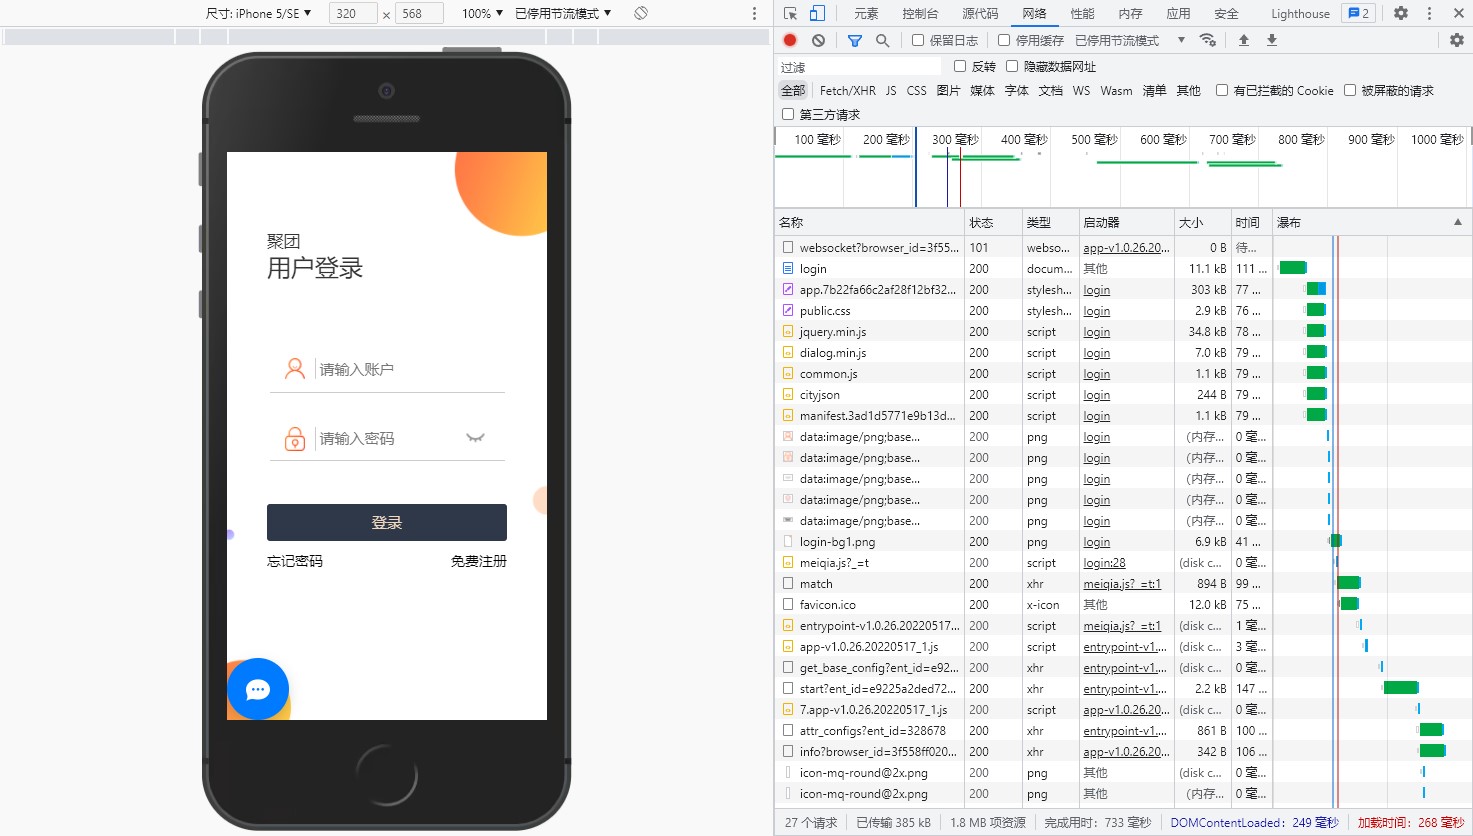 尺寸: iPhone 5/SE ▼ 320 × 568 100% ▼ 已停用节流模式 ▼
元素 控制台 源代码 网络 性能 内存 应用 安全 Lighthouse 2
保留日志 停用缓存 已停用节流模式 ▼
过滤 反转 隐藏数据网址
全部 Fetch/XHR JS CSS 图片 媒体 字体 文档 WS Wasm 清单 其他 有已拦截的 Cookie 被屏蔽的请求
第三方请求
100 毫秒 200 毫秒 300 毫秒 400 毫秒 500 毫秒 600 毫秒 700 毫秒 800 毫秒 900 毫秒 1000 毫秒
名称 状态 类型 启动器 大小 时间 瀑布
websocket?browser_id=3f55... 101 webso... app-v1.0.26.20... 0 B 待...
login 200 docum... 其他 11.1 kB 111 ...
app.7b22fa66c2af28f12bf32... 200 stylesh... login 303 kB 77 ...
public.css 200 stylesh... login 2.9 kB 76 ...
jquery.min.js 200 script login 34.8 kB 78 ...
dialog.min.js 200 script login 7.0 kB 79 ...
common.js 200 script login 1.1 kB 79 ...
cityjson 200 script login 244 B 79 ...
manifest.3ad1d5771e9b13d... 200 script login 1.1 kB 79 ...
data:image/png;base... 200 png login (内存... 0 毫...
data:image/png;base... 200 png login (内存... 0 毫...
data:image/png;base... 200 png login (内存... 0 毫...
data:image/png;base... 200 png login (内存... 0 毫...
data:image/png;base... 200 png login (内存... 0 毫...
login-bg1.png 200 png login 6.9 kB 41 ...
meiqia.js?_=t 200 script login:28 (disk c... 0 毫...
match 200 xhr meiqia.js?_=t:1 894 B 99 ...
favicon.ico 200 x-icon 其他 12.0 kB 75 ...
entrypoint-v1.0.26.20220517... 200 script meiqia.js?_=t:1 (disk c... 1 毫...
app-v1.0.26.20220517_1.js 200 script entrypoint-v1.... (disk c... 3 毫...
get_base_config?ent_id=e92... 200 xhr entrypoint-v1.... (disk c... 0 毫...
start?ent_id=e9225a2ded72... 200 xhr entrypoint-v1.... 2.2 kB 147 ...
7.app-v1.0.26.20220517_1.js 200 script app-v1.0.26.20... (disk c... 0 毫...
attr_configs?ent_id=328678 200 xhr entrypoint-v1.... 861 B 100 ...
info?browser_id=3f558ff020... 200 xhr app-v1.0.26.20... 342 B 106 ...
icon-mq-round@2x.png 200 png 其他 (disk c... 0 毫...
icon-mq-round@2x.png 200 png 其他 (内存... 0 毫...
27 个请求 已传输 385 kB 1.8 MB 项资源 完成用时: 733 毫秒 DOMContentLoaded: 249 毫秒 加载时间: 268 毫秒
聚团
用户登录
请输入账户
请输入密码
登录
忘记密码 免费注册